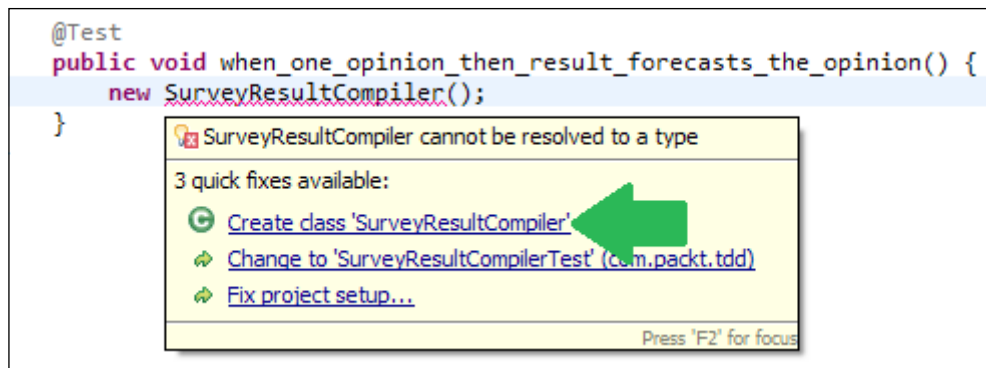 @Test
public void when_one_opinion_then_result_forecasts_the_opinion() {
new SurveyResultCompiler();
}
SurveyResultCompiler cannot be resolved to a type
3 quick fixes available:
Create class 'SurveyResultCompiler'
Change to 'SurveyResultCompilerTest' (com.packt.tdd)
Fix project setup...
Press 'F2' for focus